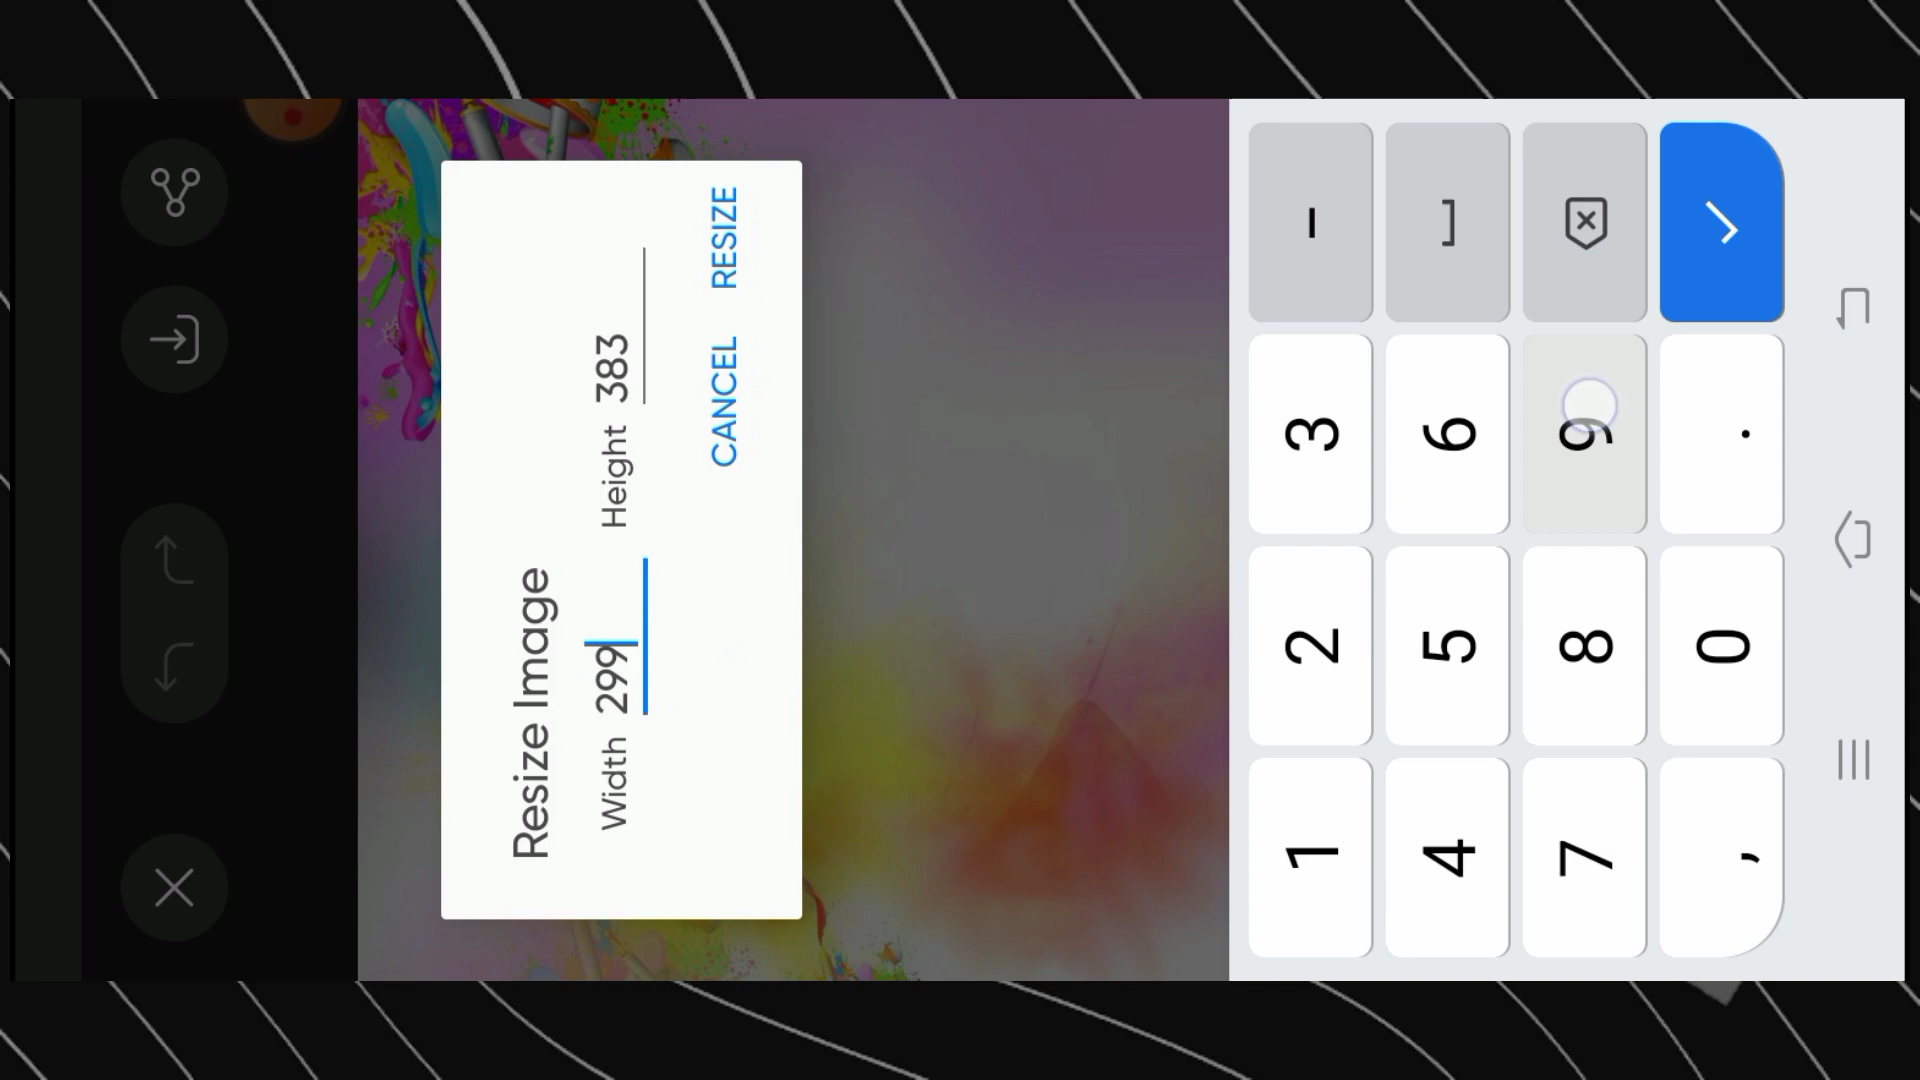 Resize Image
Width 299 Height 383
CANCEL RESIZE
1 2 3 -
4 5 6 ⎵
7 8 9
, 0 .